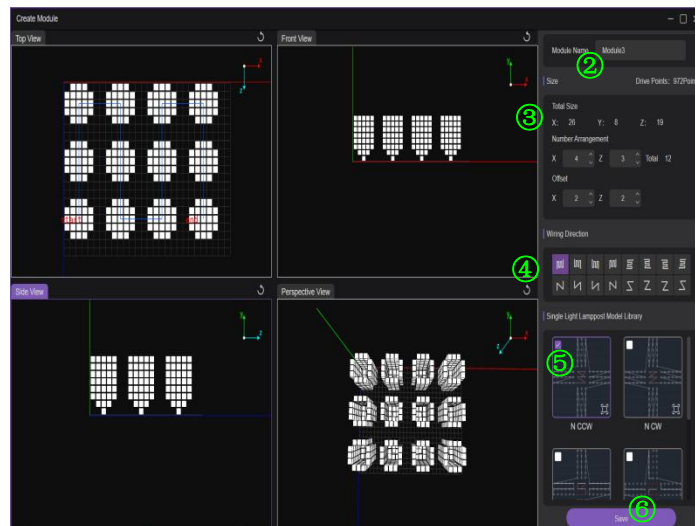 Create Module
Top View
Front View
Module Name Module3
②
Size Drive Points: 972Poin
③
Total Size
X: 26 Y: 8 Z: 19
Number Arrangement
X 4 Z 3 Total 12
Offset
X 2 Z 2
Wiring Direction
④
Side View
Perspective View
Single Light Lamppost Model Library
⑤
N CCW N CW
⑥
Save
start
end
x
z
y
x
y
z
y
x
z